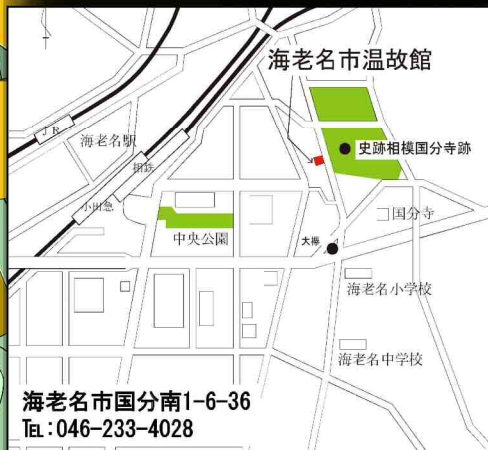 海老名市温故館
JR
海老名駅
史跡相模国分寺跡
相鉄
小田急
国分寺
中央公園
大欅
海老名小学校
海老名中学校
海老名市国分南1-6-36
℡:046-233-4028